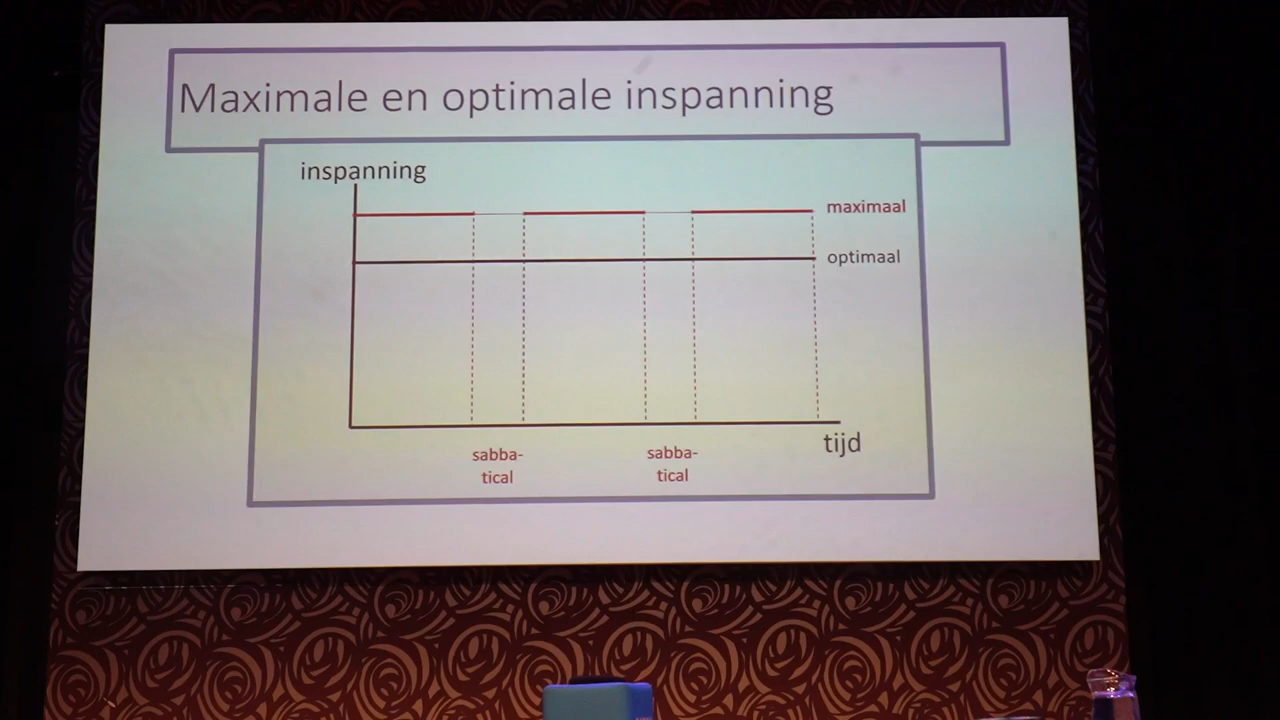 Maximale en optimale inspanning
inspanning
maximaal
optimaal
tijd
sabba-
tical
sabba-
tical